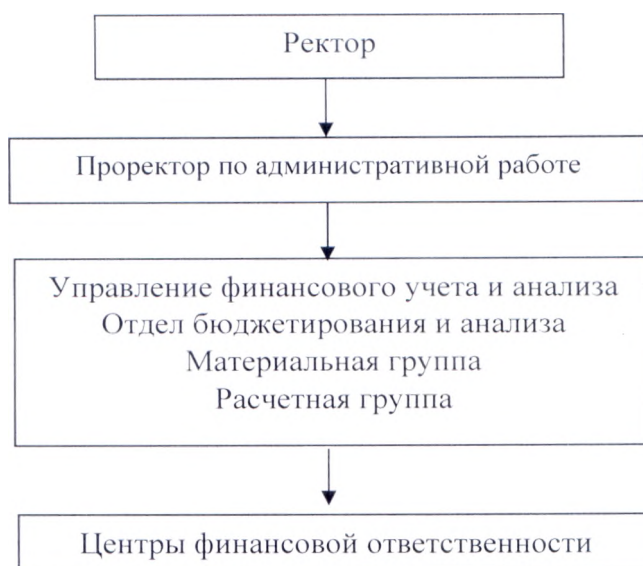 Ректор
Проректор по административной работе
Управление финансового учета и анализа
Отдел бюджетирования и анализа
Материальная группа
Расчетная группа
Центры финансовой ответственности